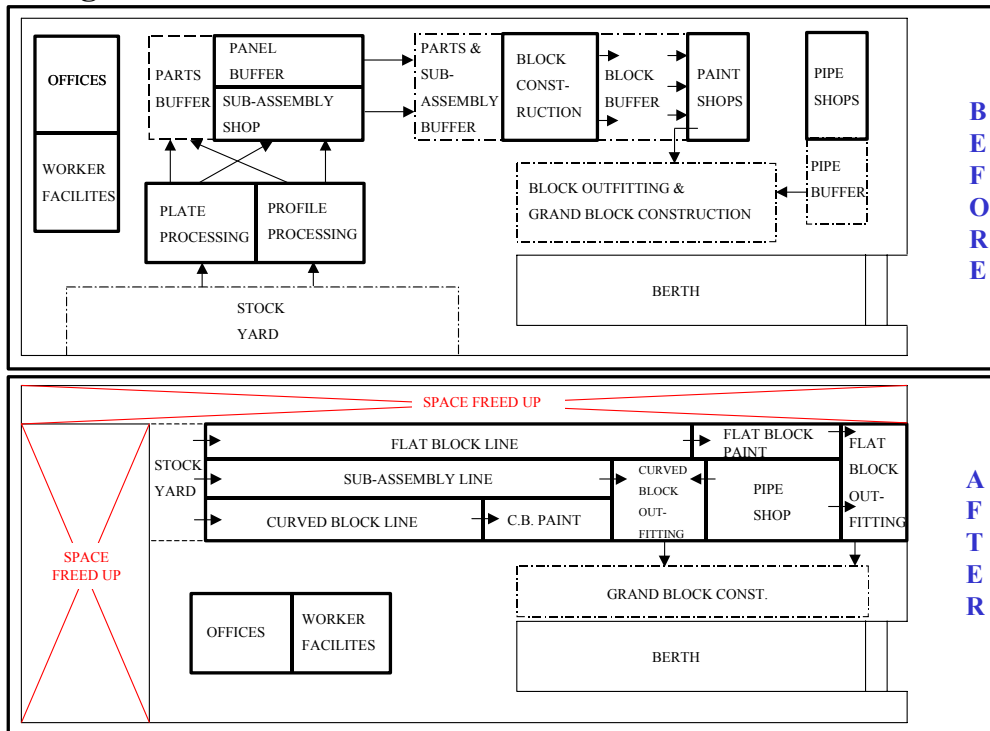 OFFICES
WORKER
FACILITES
PARTS
BUFFER
PANEL
BUFFER
SUB-ASSEMBLY
SHOP
PARTS &
SUB-
ASSEMBLY
BUFFER
BLOCK
CONST-
RUCTION
BLOCK
BUFFER
PAINT
SHOPS
PIPE
SHOPS
PIPE
BUFFER
PLATE
PROCESSING
PROFILE
PROCESSING
BLOCK OUTFITTING &
GRAND BLOCK CONSTRUCTION
STOCK
YARD
BERTH
B
E
F
O
R
E
SPACE FREED UP
SPACE
FREED UP
STOCK
YARD
FLAT BLOCK LINE
FLAT BLOCK
PAINT
FLAT
BLOCK
OUT-
FITTING
SUB-ASSEMBLY LINE
CURVED
BLOCK
OUT-
FITTING
PIPE
SHOP
CURVED BLOCK LINE
C.B. PAINT
GRAND BLOCK CONST.
OFFICES
WORKER
FACILITES
BERTH
A
F
T
E
R